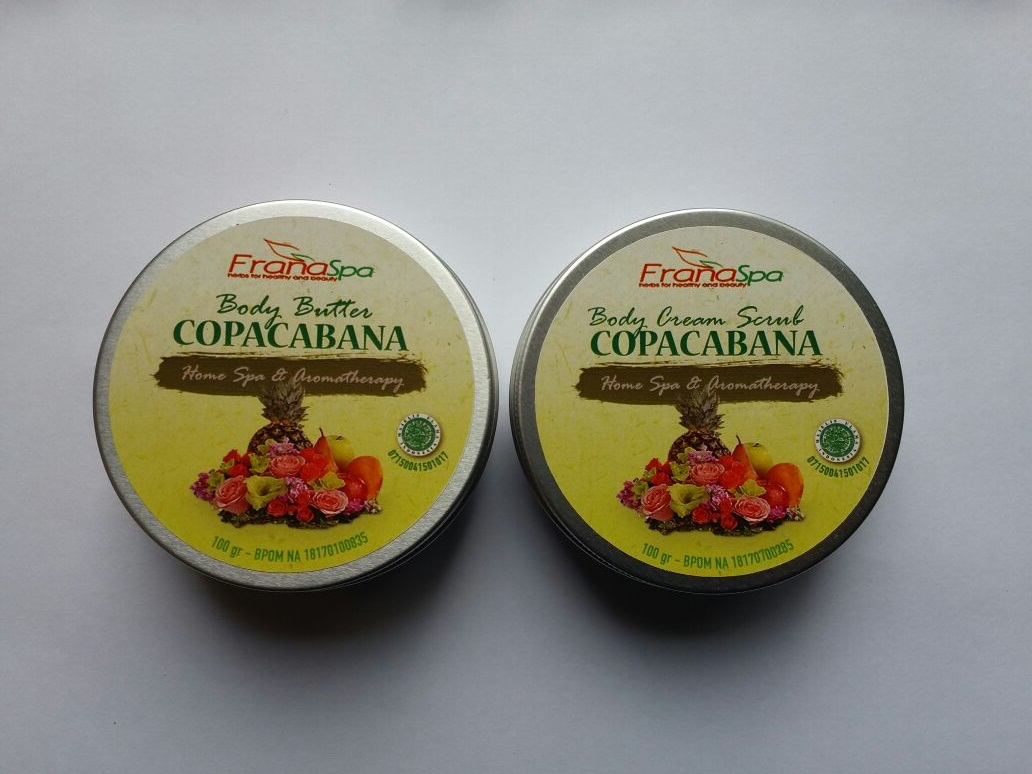 FranaSpa
herbs for healthy and beauty
Body Butter
COPACABANA
Home Spa & Aromatherapy
07150041501017
100 gr - BPOM NA 18170100835
FranaSpa
herbs for healthy and beauty
Body Cream Scrub
COPACABANA
Home Spa & Aromatherapy
07150041501017
100 gr - BPOM NA 18170700295